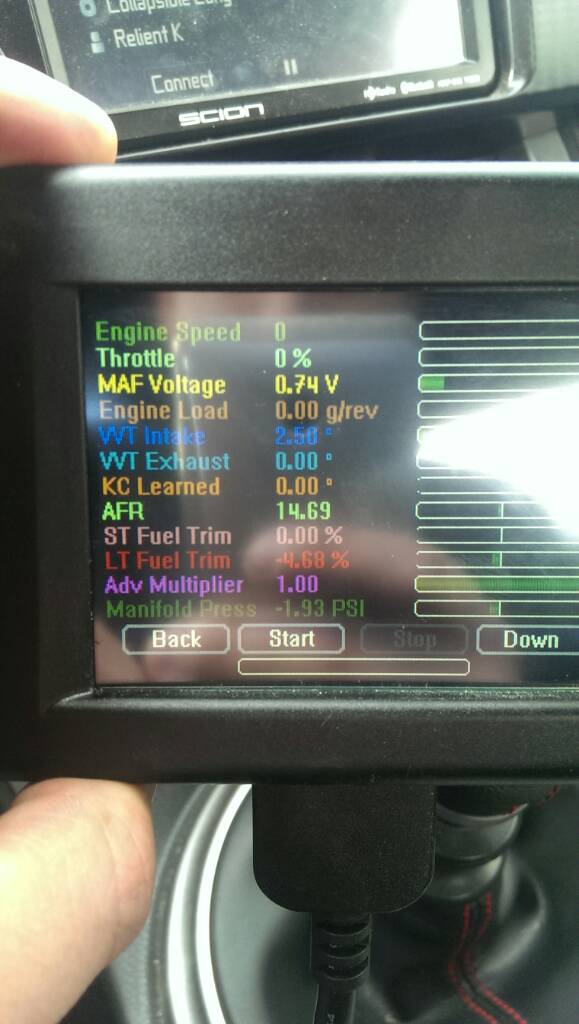 Collapsible Lung
Relient K
Connect
SCION
Engine Speed 0
Throttle 0 %
MAF Voltage 0.74 V
Engine Load 0.00 g/rev
VVT Intake 2.50 °
VVT Exhaust 0.00 °
KC Learned 0.00 °
AFR 14.69
ST Fuel Trim 0.00 %
LT Fuel Trim -4.68 %
Adv Multiplier 1.00
Manifold Press -1.93 PSI
Back Start Stop Down